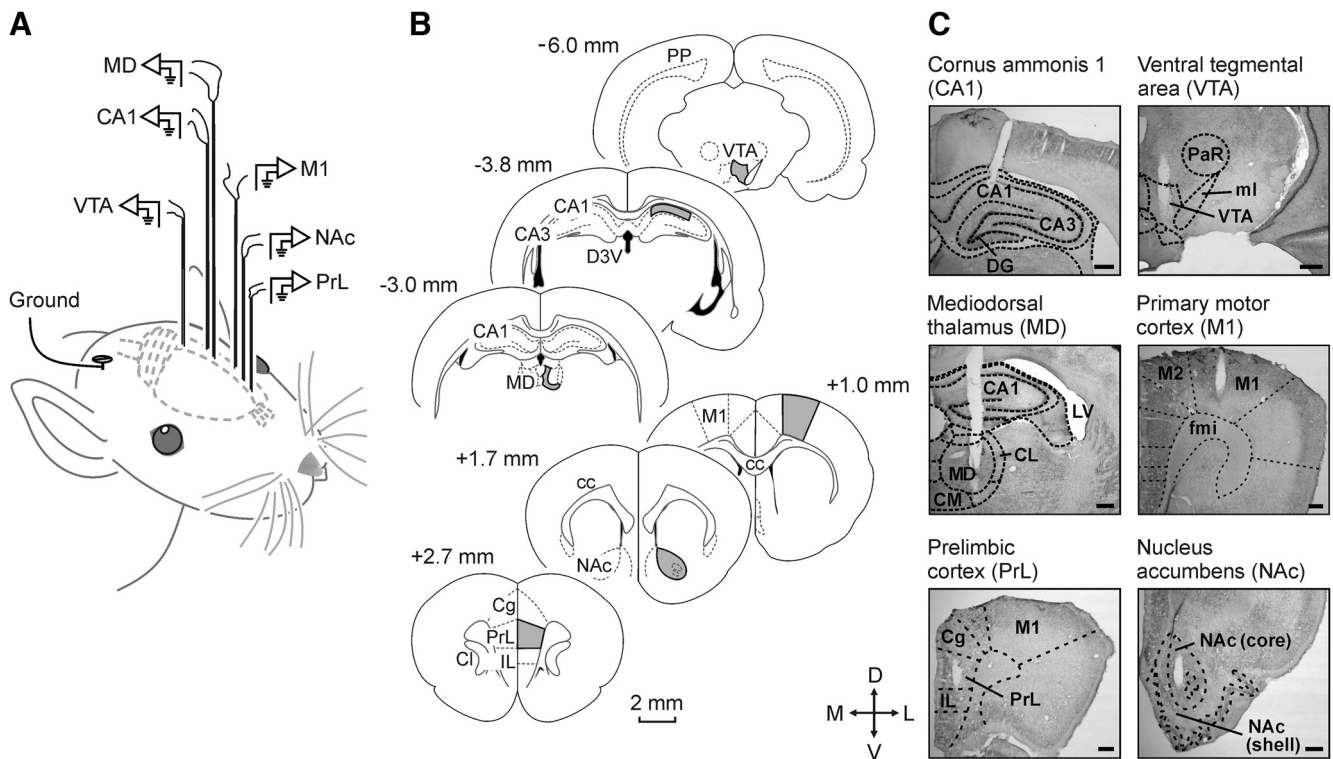 A
MD
CA1
VTA
M1
NAc
PrL
Ground
B
-6.0 mm
PP
VTA
-3.8 mm
CA1
CA3
D3V
-3.0 mm
CA1
MD
+1.0 mm
M1
cc
+1.7 mm
cc
NAc
+2.7 mm
Cg
PrL
Cl
IL
2 mm
D
M
L
V
C
Cornus ammonis 1
(CA1)
CA1
CA3
DG
Ventral tegmental
area (VTA)
PaR
ml
VTA
Mediodorsal
thalamus (MD)
CA1
LV
CL
MD
CM
Primary motor
cortex (M1)
M2
M1
fmi
Prelimbic
cortex (PrL)
Cg
M1
IL
PrL
Nucleus
accumbens (NAc)
NAc (core)
NAc
(shell)